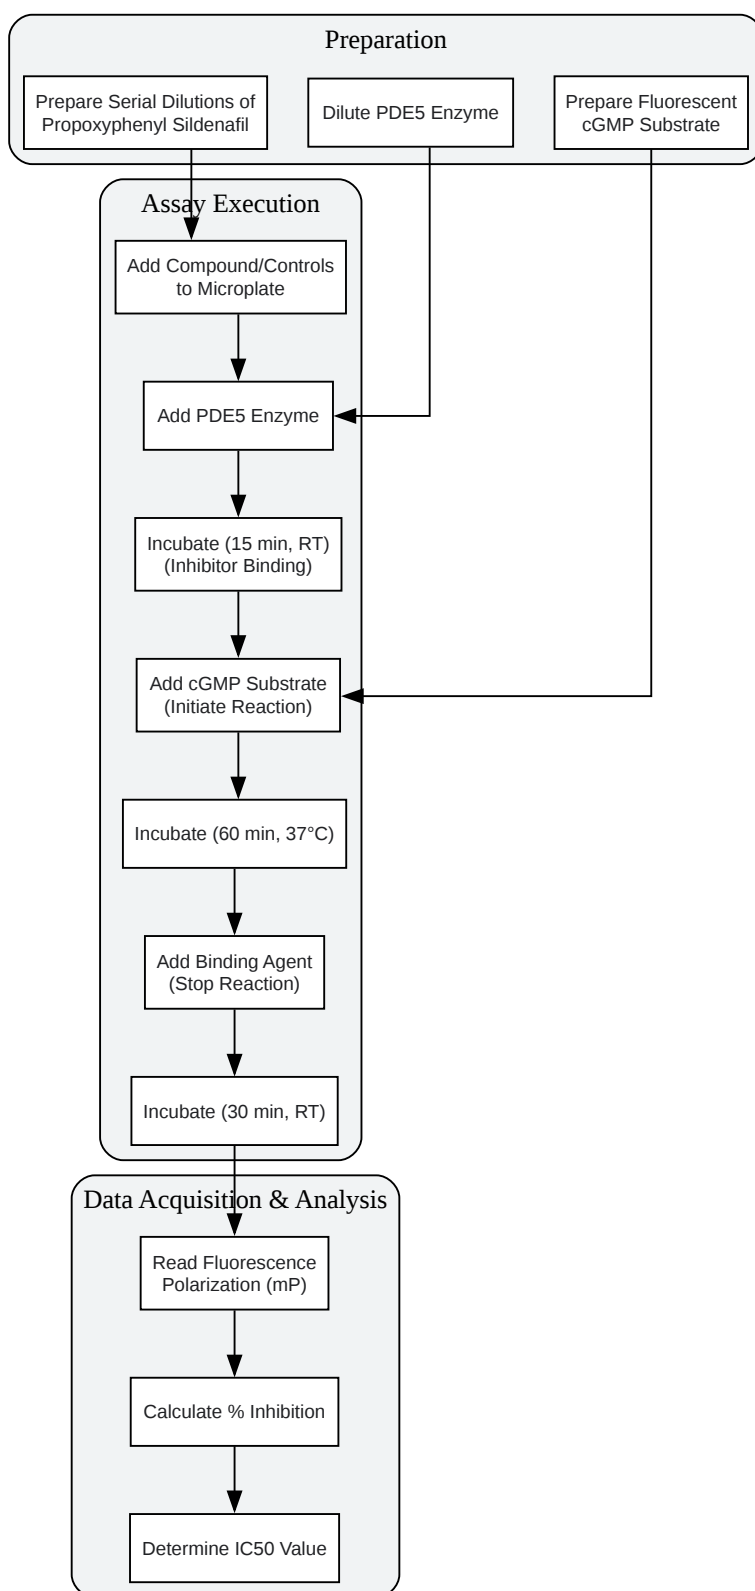 Preparation
Prepare Serial Dilutions of
Propoxyphenyl Sildenafil
Dilute PDE5 Enzyme
Prepare Fluorescent
cGMP Substrate
Assay Execution
Add Compound/Controls
to Microplate
Add PDE5 Enzyme
Incubate (15 min, RT)
(Inhibitor Binding)
Add cGMP Substrate
(Initiate Reaction)
Incubate (60 min, 37°C)
Add Binding Agent
(Stop Reaction)
Incubate (30 min, RT)
Data Acquisition & Analysis
Read Fluorescence
Polarization (mP)
Calculate % Inhibition
Determine IC50 Value